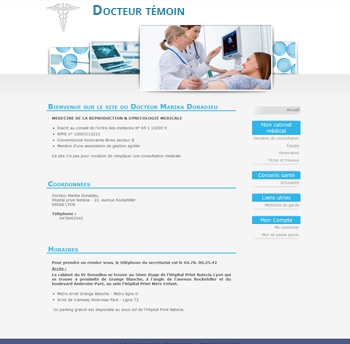 Docteur témoin
Bienvenue sur le site du Docteur Marika Donadieu
Accueil
MEDECINE DE LA REPRODUCTION & GYNECOLOGIE MEDICALE
Mon cabinet
médical
Inscrit au conseil de l'ordre des médecins N° 69 1 13009 9
RPPS n° 10003112213
Conventionné honoraires libres secteur II
Membre d'une association de gestion agréée
Horaires de consultation
Équipe
Honoraires
Titres et travaux
Ce site n'a pas pour vocation de remplacer une consultation médicale
Conseils santé
Actualités
Coordonnées
Docteur Marika Donadieu,
Hôpital privé Natecia - 22, avenue Rockefeller
69008 LYON
Liens utiles
Médecins de garde
Téléphone :
0478002542
Mon Compte
Me connecter
Mot de passe perdu
Horaires
Pour prendre un rendez-vous, le téléphone du secrétariat est le 04.78. 00.25.42
Accès :
Le cabinet du Dr Donadieu se trouve au 5ème étage de l'Hôpital Privé Natecia Lyon qui
se trouve à proximité de Grange Blanche, à l'angle de l'avenue Rockefeller et du
boulevard Ambroise Paré, au sein l'Hôpital Privé Mère Enfant.
Métro Arret Grange Blanche - Metro ligne D
Arret de tramway Ambroise Paré - Ligne T2
Un parking gratuit est disponible au sous sol de l'Hôpital Privé Natecia.